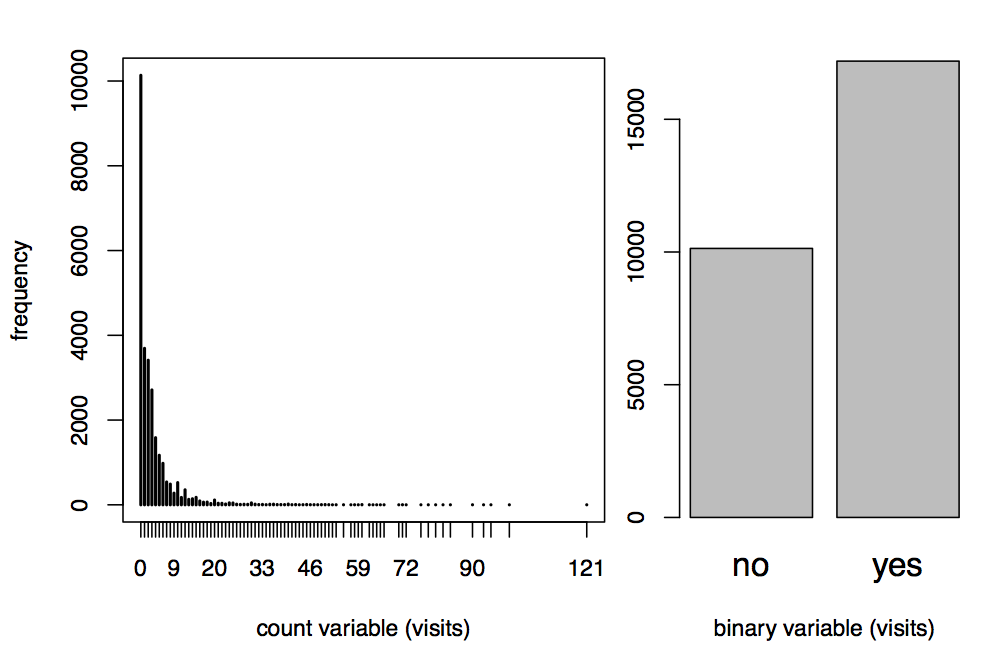 frequency
10000
8000
6000
4000
2000
0
0 9 20 33 46 59 72 90 121
count variable (visits)
15000
10000
5000
0
no yes
binary variable (visits)